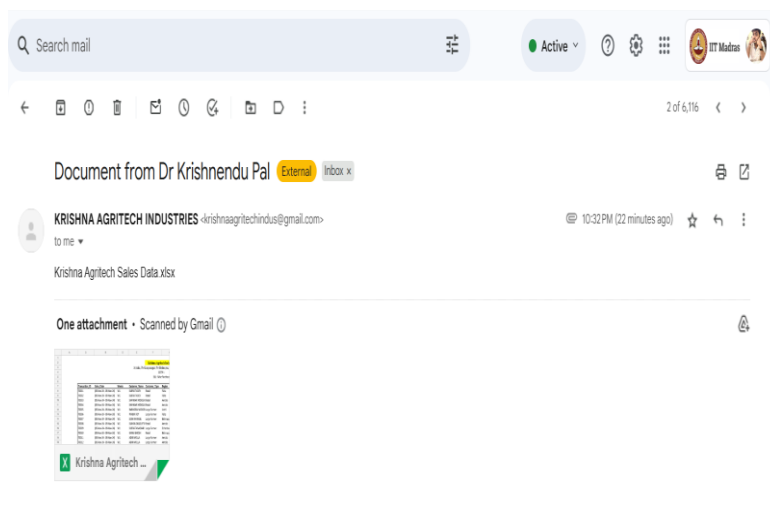 Search mail
Active
IIT Madras
2 of 6,116
Document from Dr Krishnendu Pal External Inbox x
KRISHNA AGRITECH INDUSTRIES <krishnaagritechindus@gmail.com>
10:32 PM (22 minutes ago)
to me
Krishna Agritech Sales Data.xlsx
One attachment • Scanned by Gmail
X Krishna Agritech ...